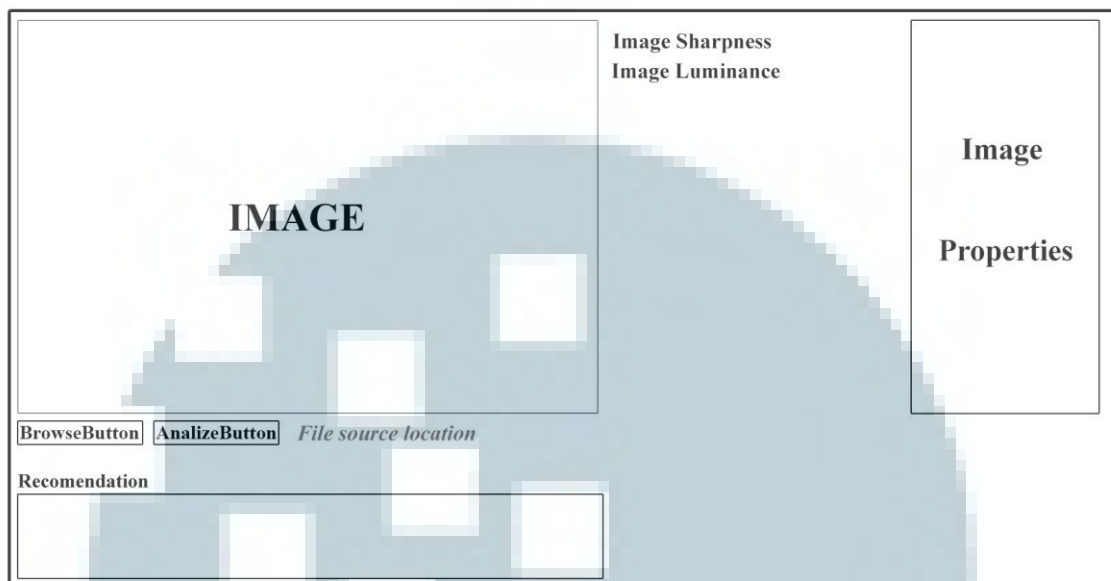 Image Sharpness
Image Luminance
IMAGE
Image
Properties
BrowseButton
AnalizeButton
File source location
Recomendation